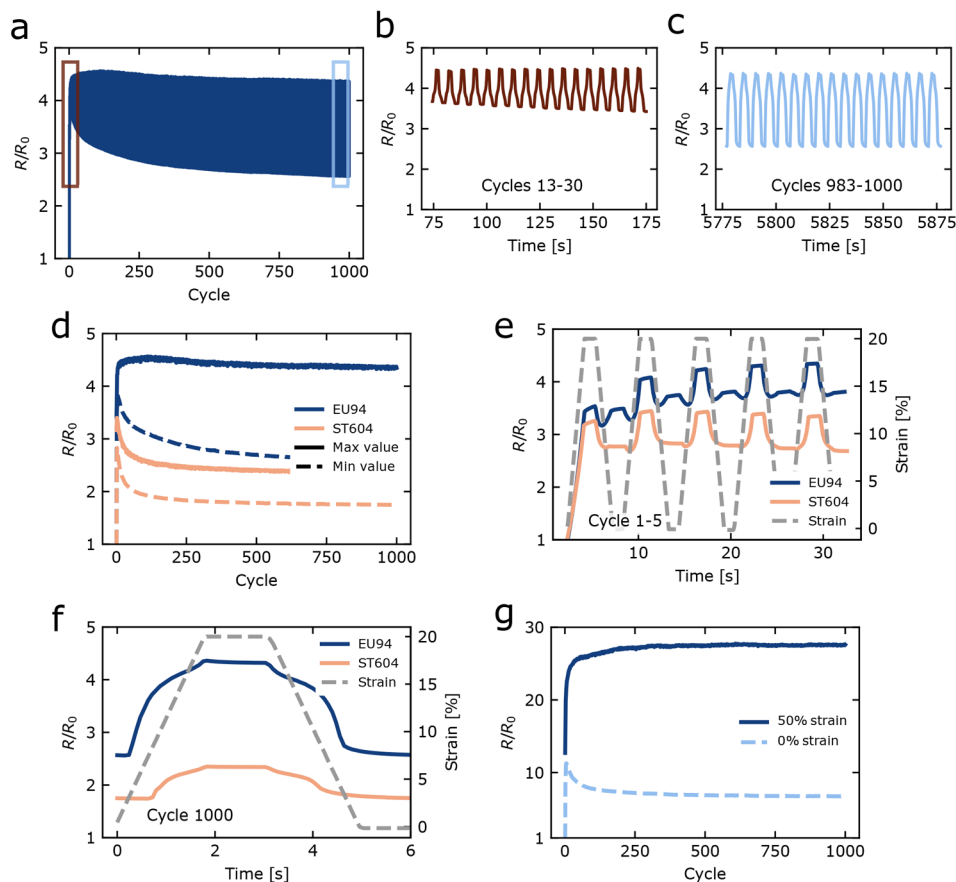 a
5
4
3
2
1
R/R0
0
250
500
750
1000
Cycle
b
5
4
3
2
1
R/R0
Cycles 13-30
75
100
125
150
175
Time [s]
c
5
4
3
2
1
R/R0
Cycles 983-1000
5775
5800
5825
5850
5875
Time [s]
d
5
4
3
2
1
R/R0
EU94
ST604
Max value
Min value
0
250
500
750
1000
Cycle
e
5
4
3
2
1
R/R0
20
15
10
5
0
Strain [%]
EU94
ST604
Strain
Cycle 1-5
10
20
30
Time [s]
f
5
4
3
2
1
R/R0
20
15
10
5
0
Strain [%]
EU94
ST604
Strain
Cycle 1000
0
2
4
6
Time [s]
g
30
20
10
1
R/R0
50% strain
0% strain
0
250
500
750
1000
Cycle